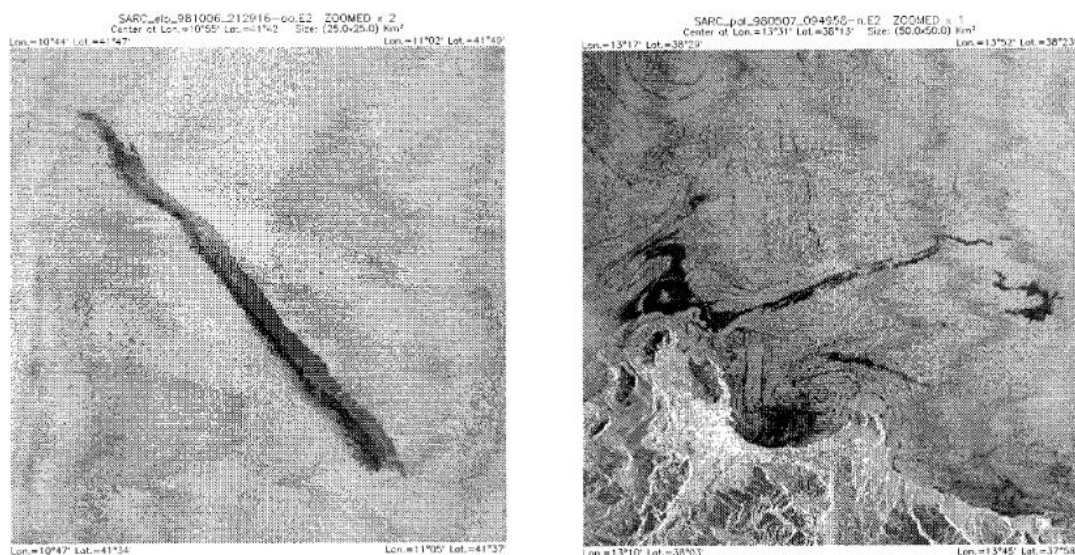 SARC_elp_981006_212916-oo.E2 ZOOMED x 2
Center at Lon.=10°55' Lat.=41°42 Size: (25.0x25.0) Km²
Lon.=10°44' Lat.=41°47' 11°02' Lat.=41°49'
Lon.=10°47' Lat.=41°34' Lon.=11°05' Lat.=41°37'
SARC_pal_980507_094958-n.E2 ZOOMED x 1
Center at Lon.=13°31' Lat.=38°13' Size: (50.0x50.0) Km²
Lon.=13°17' Lat.=38°29' Lon.=13°52' Lat.=38°23'
Lon.=13°10' Lat.=38°03' Lon.=13°45' Lat.=37°58'